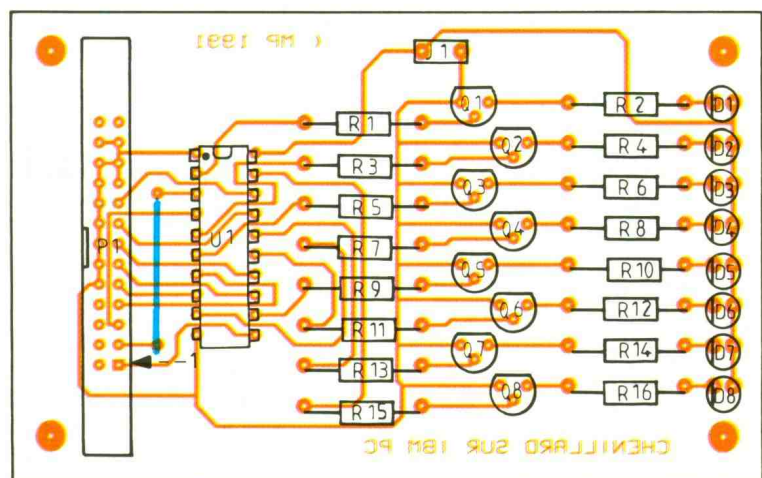 ( MP 1991
J1
Q1 R2 D1
R1
Q2 R4 D2
R3
Q3 R6 D3
R5
P1 U1 Q4 R8 D4
R7
Q5 R10 D5
R9
Q6 R12 D6
R11
Q7 R14 D7
--1
R13
Q8 R16 D8
R15
CHENILLARD SUR IBM PC